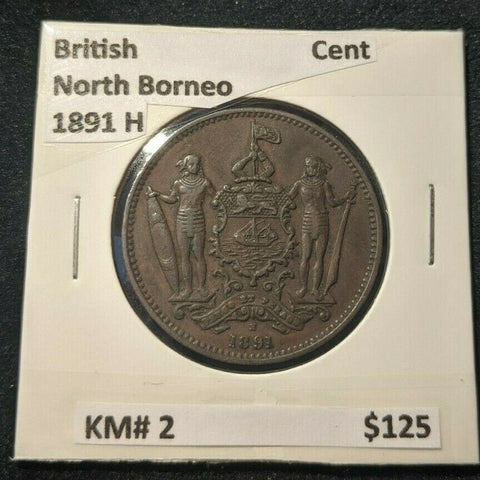 British Cent
North Borneo
1891 H
H
1891
KM# 2 $125